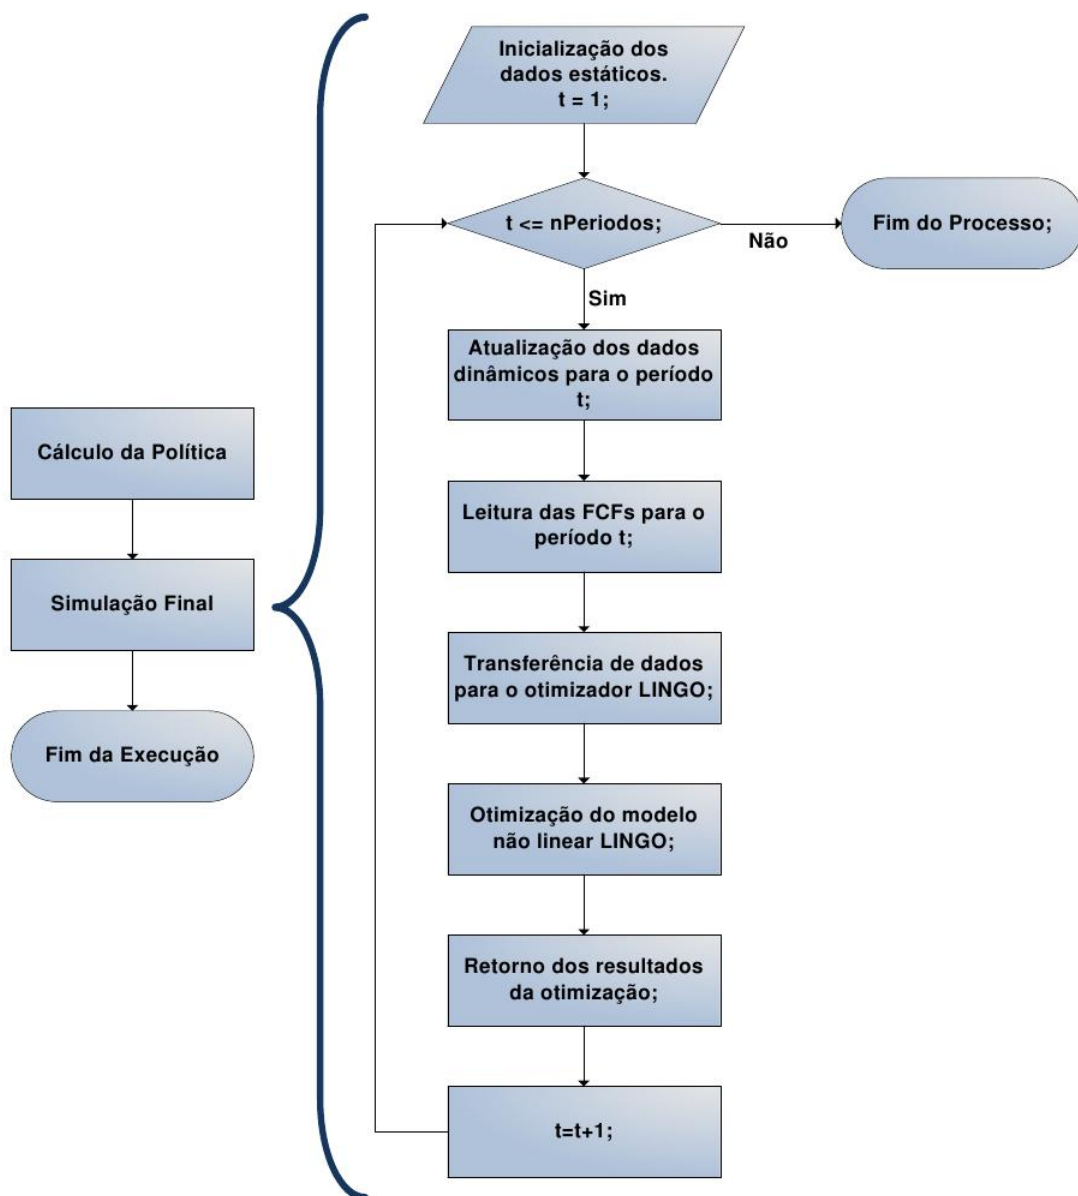 Cálculo da Política
Simulação Final
Fim da Execução
Inicialização dos
dados estáticos.
t = 1;
t <= nPeriodos;
Não
Fim do Processo;
Sim
Atualização dos dados
dinâmicos para o período
t;
Leitura das FCFs para o
período t;
Transferência de dados
para o otimizador LINGO;
Otimização do modelo
não linear LINGO;
Retorno dos resultados
da otimização;
t=t+1;